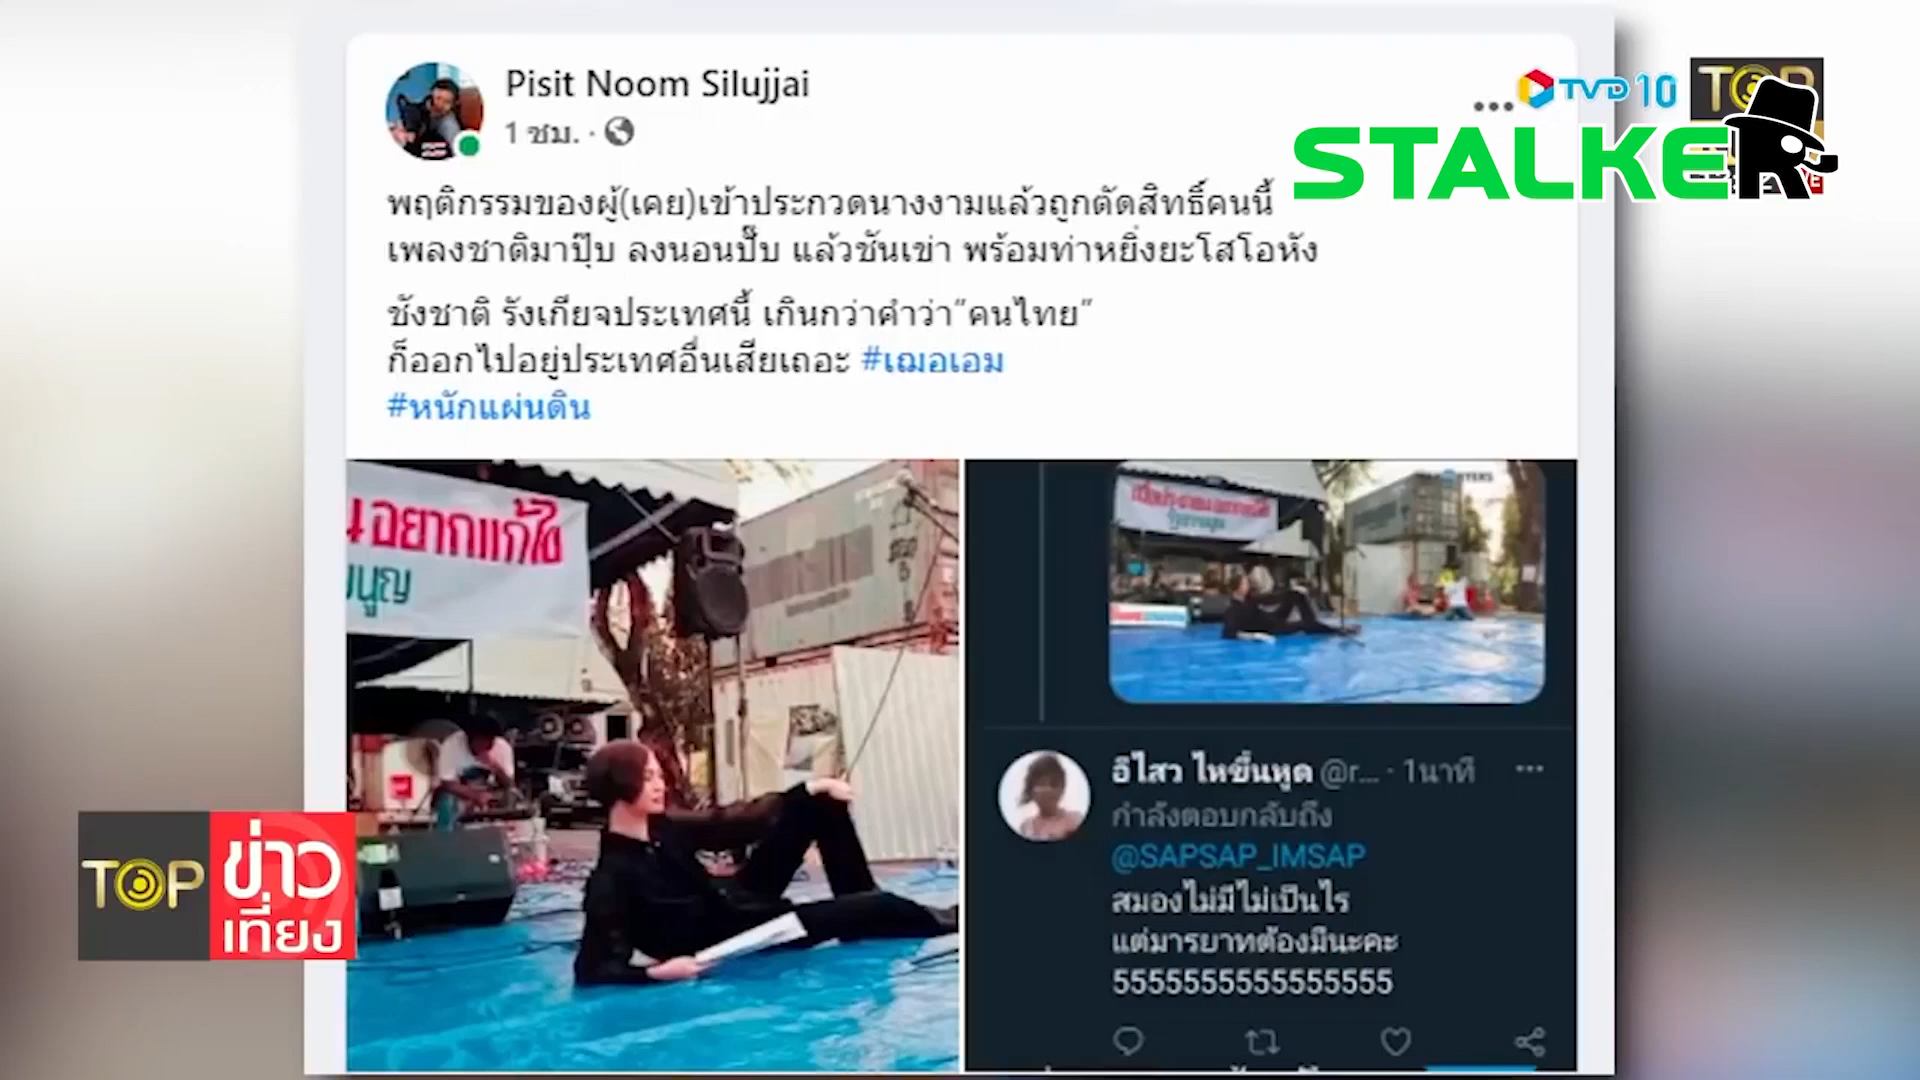 Pisit Noom Silujjai
1 ชม. ·
TVD 10
TOP
STALKER
พฤติกรรมของผู้(เคย)เข้าประกวดนางงามแล้วถูกตัดสิทธิ์คนนี้
เพลงชาติมาปุ๊บ ลงนอนปั๊บ แล้วชันเข่า พร้อมท่าหยิ่งยะโสโอหัง
ชังชาติ รังเกียจประเทศนี้ เกินกว่าคำว่า"คนไทย"
ก็ออกไปอยู่ประเทศอื่นเสียเถอะ #เฌอเอม
#หนักแผ่นดิน
นอยากแก้ไข
นูญ
อีไสว ไหขึ้นหูด @r... · 1นาที
กำลังตอบกลับถึง
@SAPSAP_IMSAP
สมองไม่มีไม่เป็นไร
แต่มารยาทต้องมีนะคะ
5555555555555555
TOP ข่าว
เที่ยง